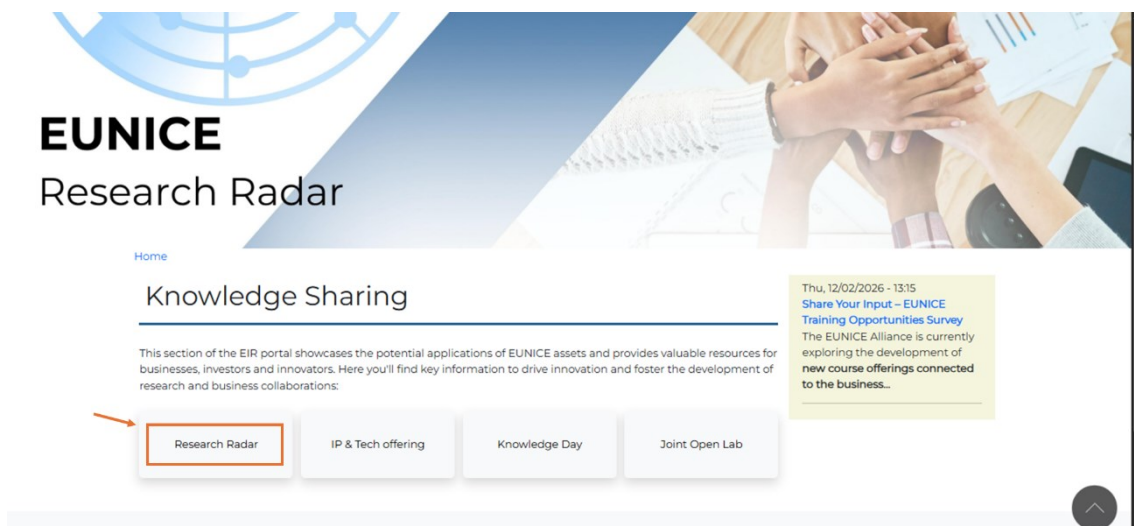 EUNICE
Research Radar
Home
Knowledge Sharing
This section of the EIR portal showcases the potential applications of EUNICE assets and provides valuable resources for
businesses, investors and innovators. Here you'll find key information to drive innovation and foster the development of
research and business collaborations:
Research Radar
IP & Tech offering
Knowledge Day
Joint Open Lab
Thu, 12/02/2026 - 13:15
Share Your Input – EUNICE
Training Opportunities Survey
The EUNICE Alliance is currently
exploring the development of
new course offerings connected
to the business...